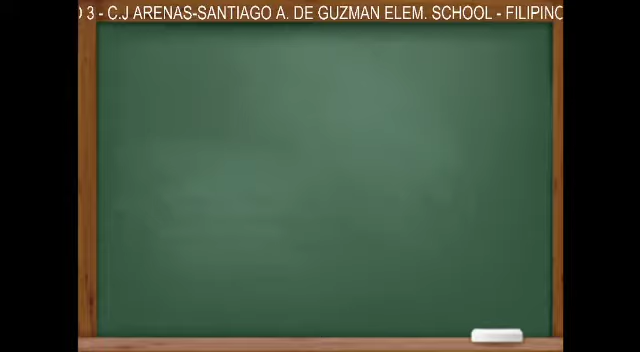 3 - C.J ARENAS-SANTIAGO A. DE GUZMAN ELEM. SCHOOL - FILIPINO